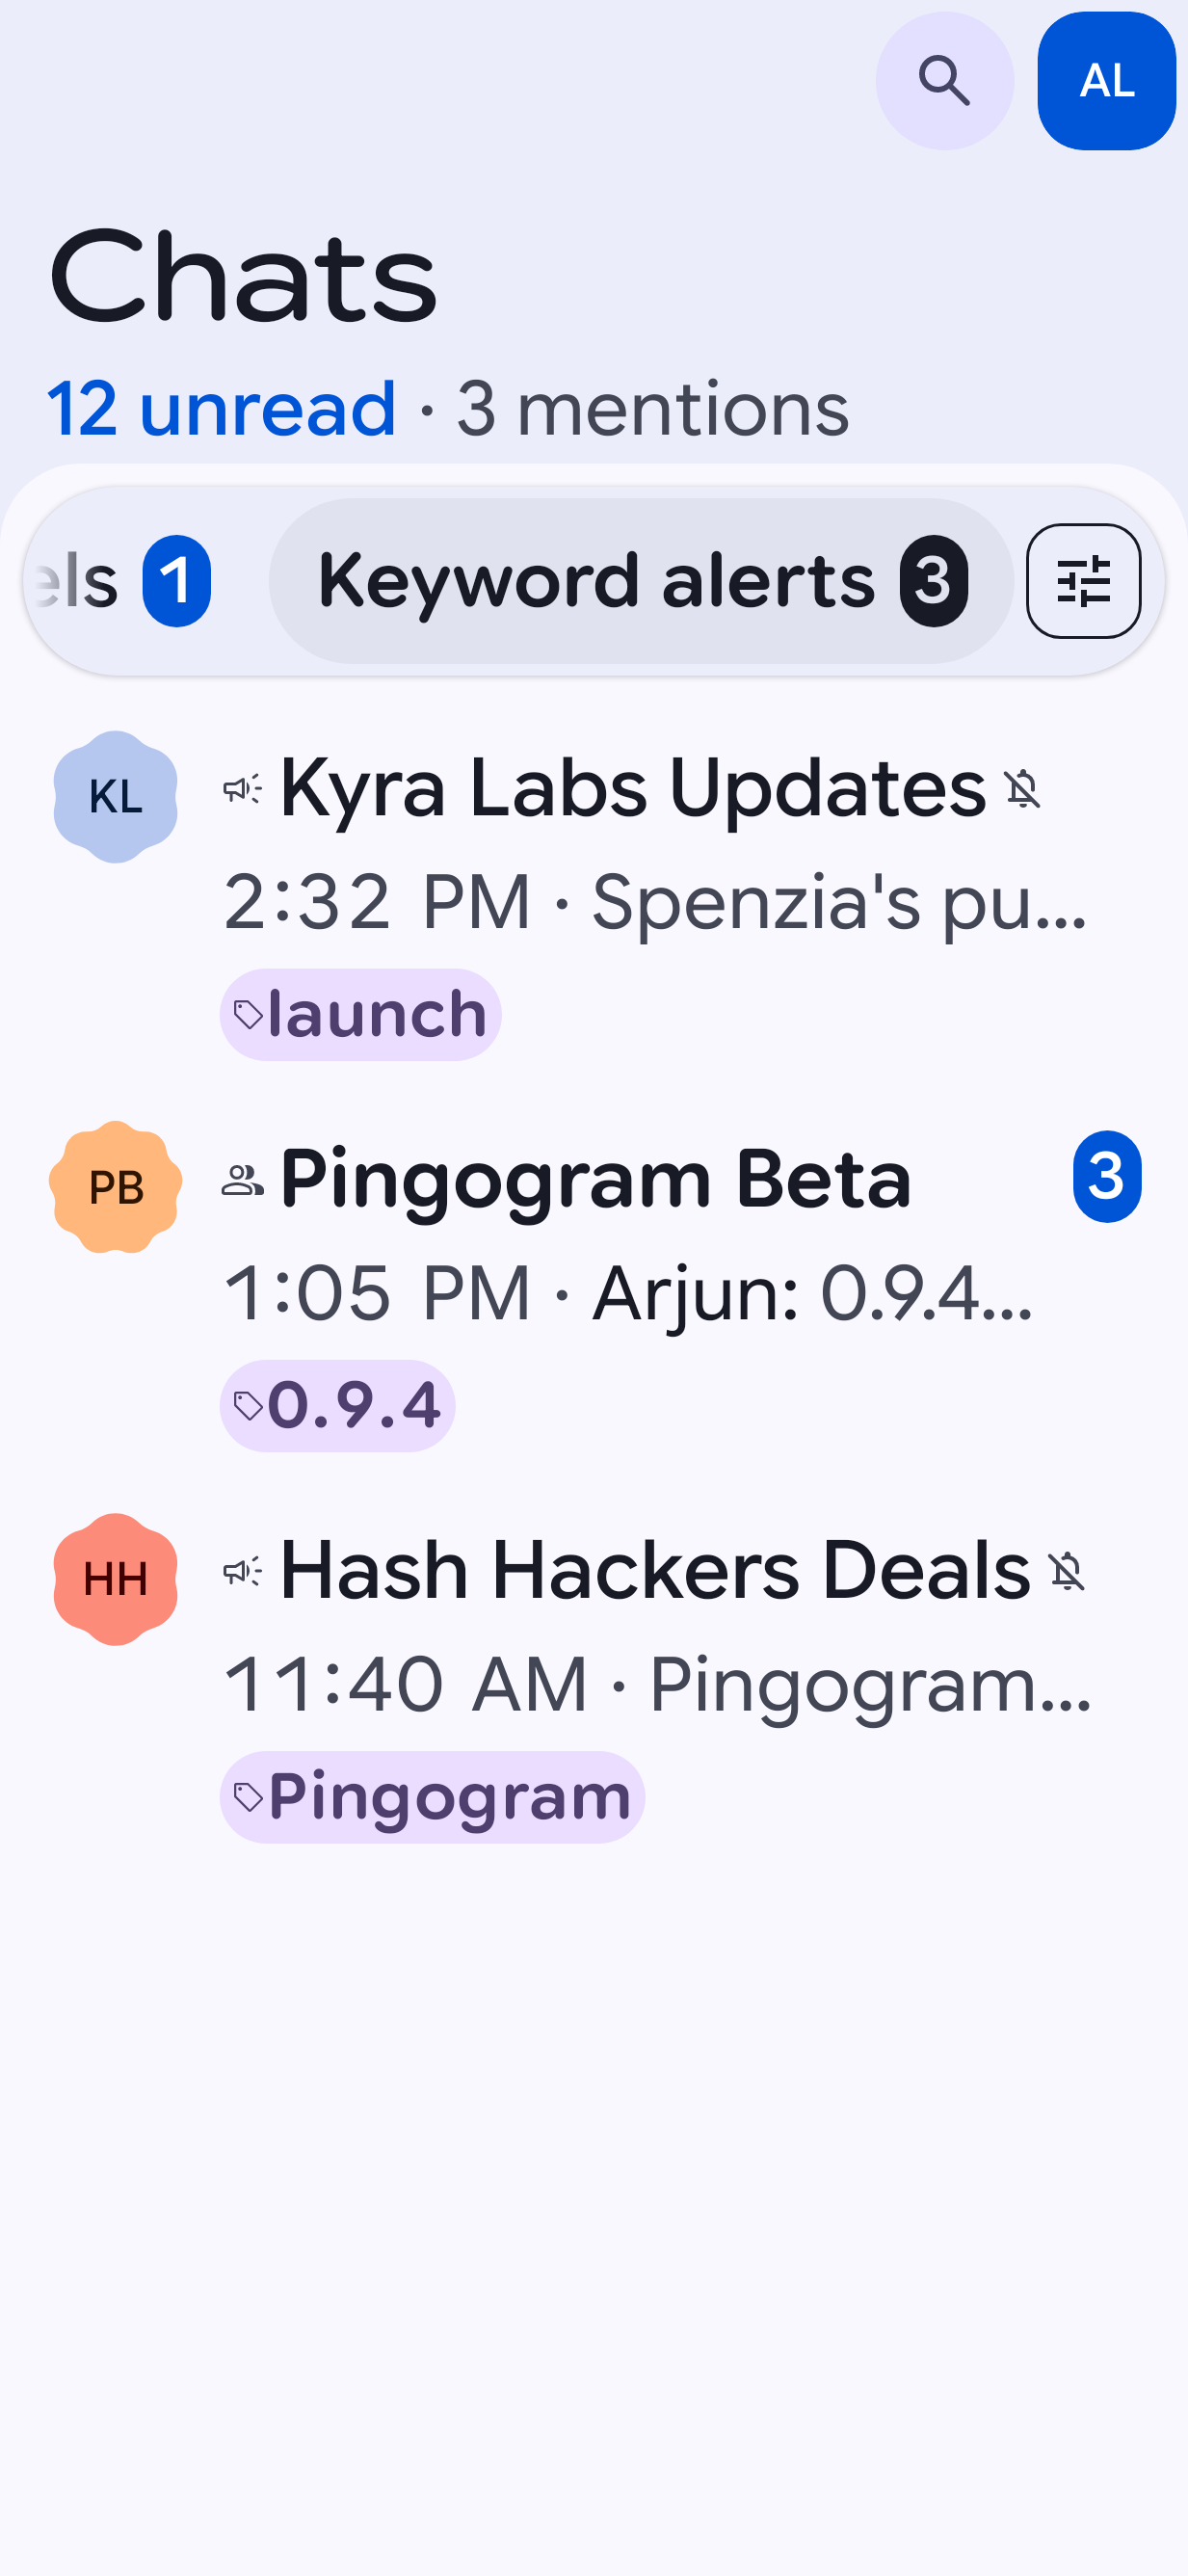 AL
Chats
12 unread · 3 mentions
els 1 Keyword alerts 3
KL Kyra Labs Updates
2:32 PM · Spenzia's pu...
launch
PB Pingogram Beta 3
1:05 PM · Arjun: 0.9.4...
0.9.4
HH Hash Hackers Deals
11:40 AM · Pingogram...
Pingogram